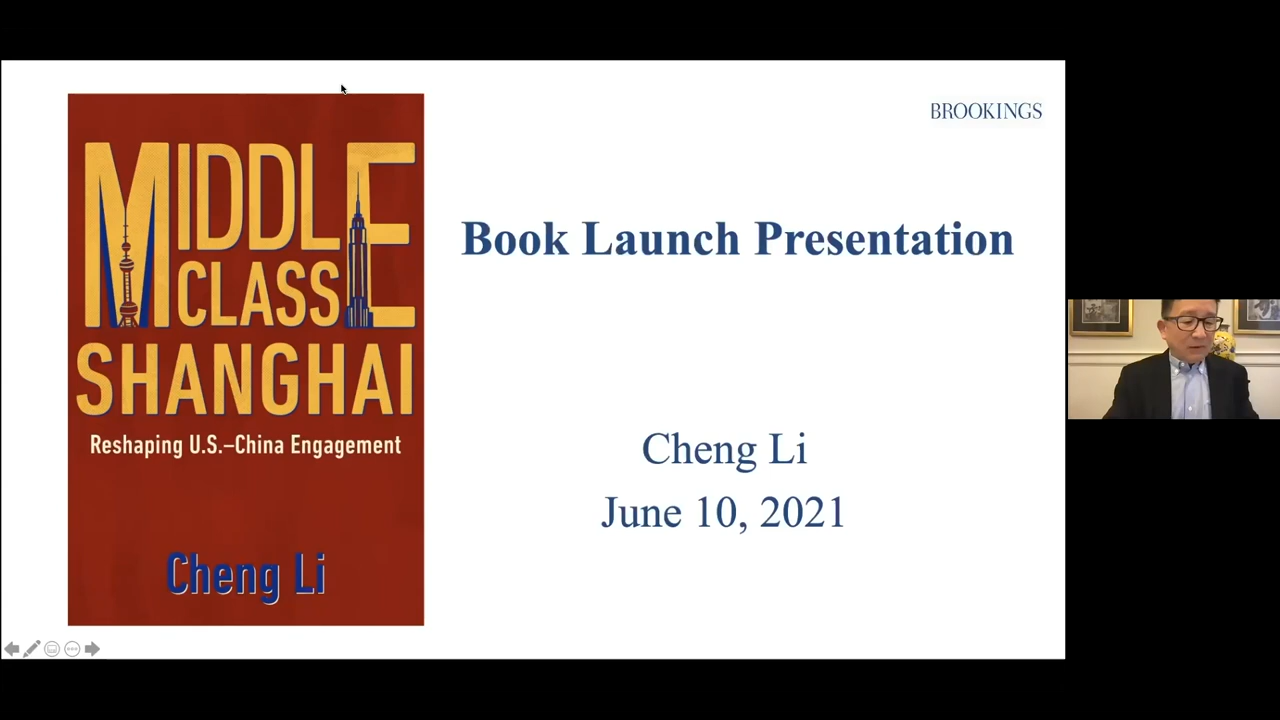 MIDDLE
CLASS
SHANGHAI
Reshaping U.S.–China Engagement
Cheng Li
BROOKINGS
Book Launch Presentation
Cheng Li
June 10, 2021